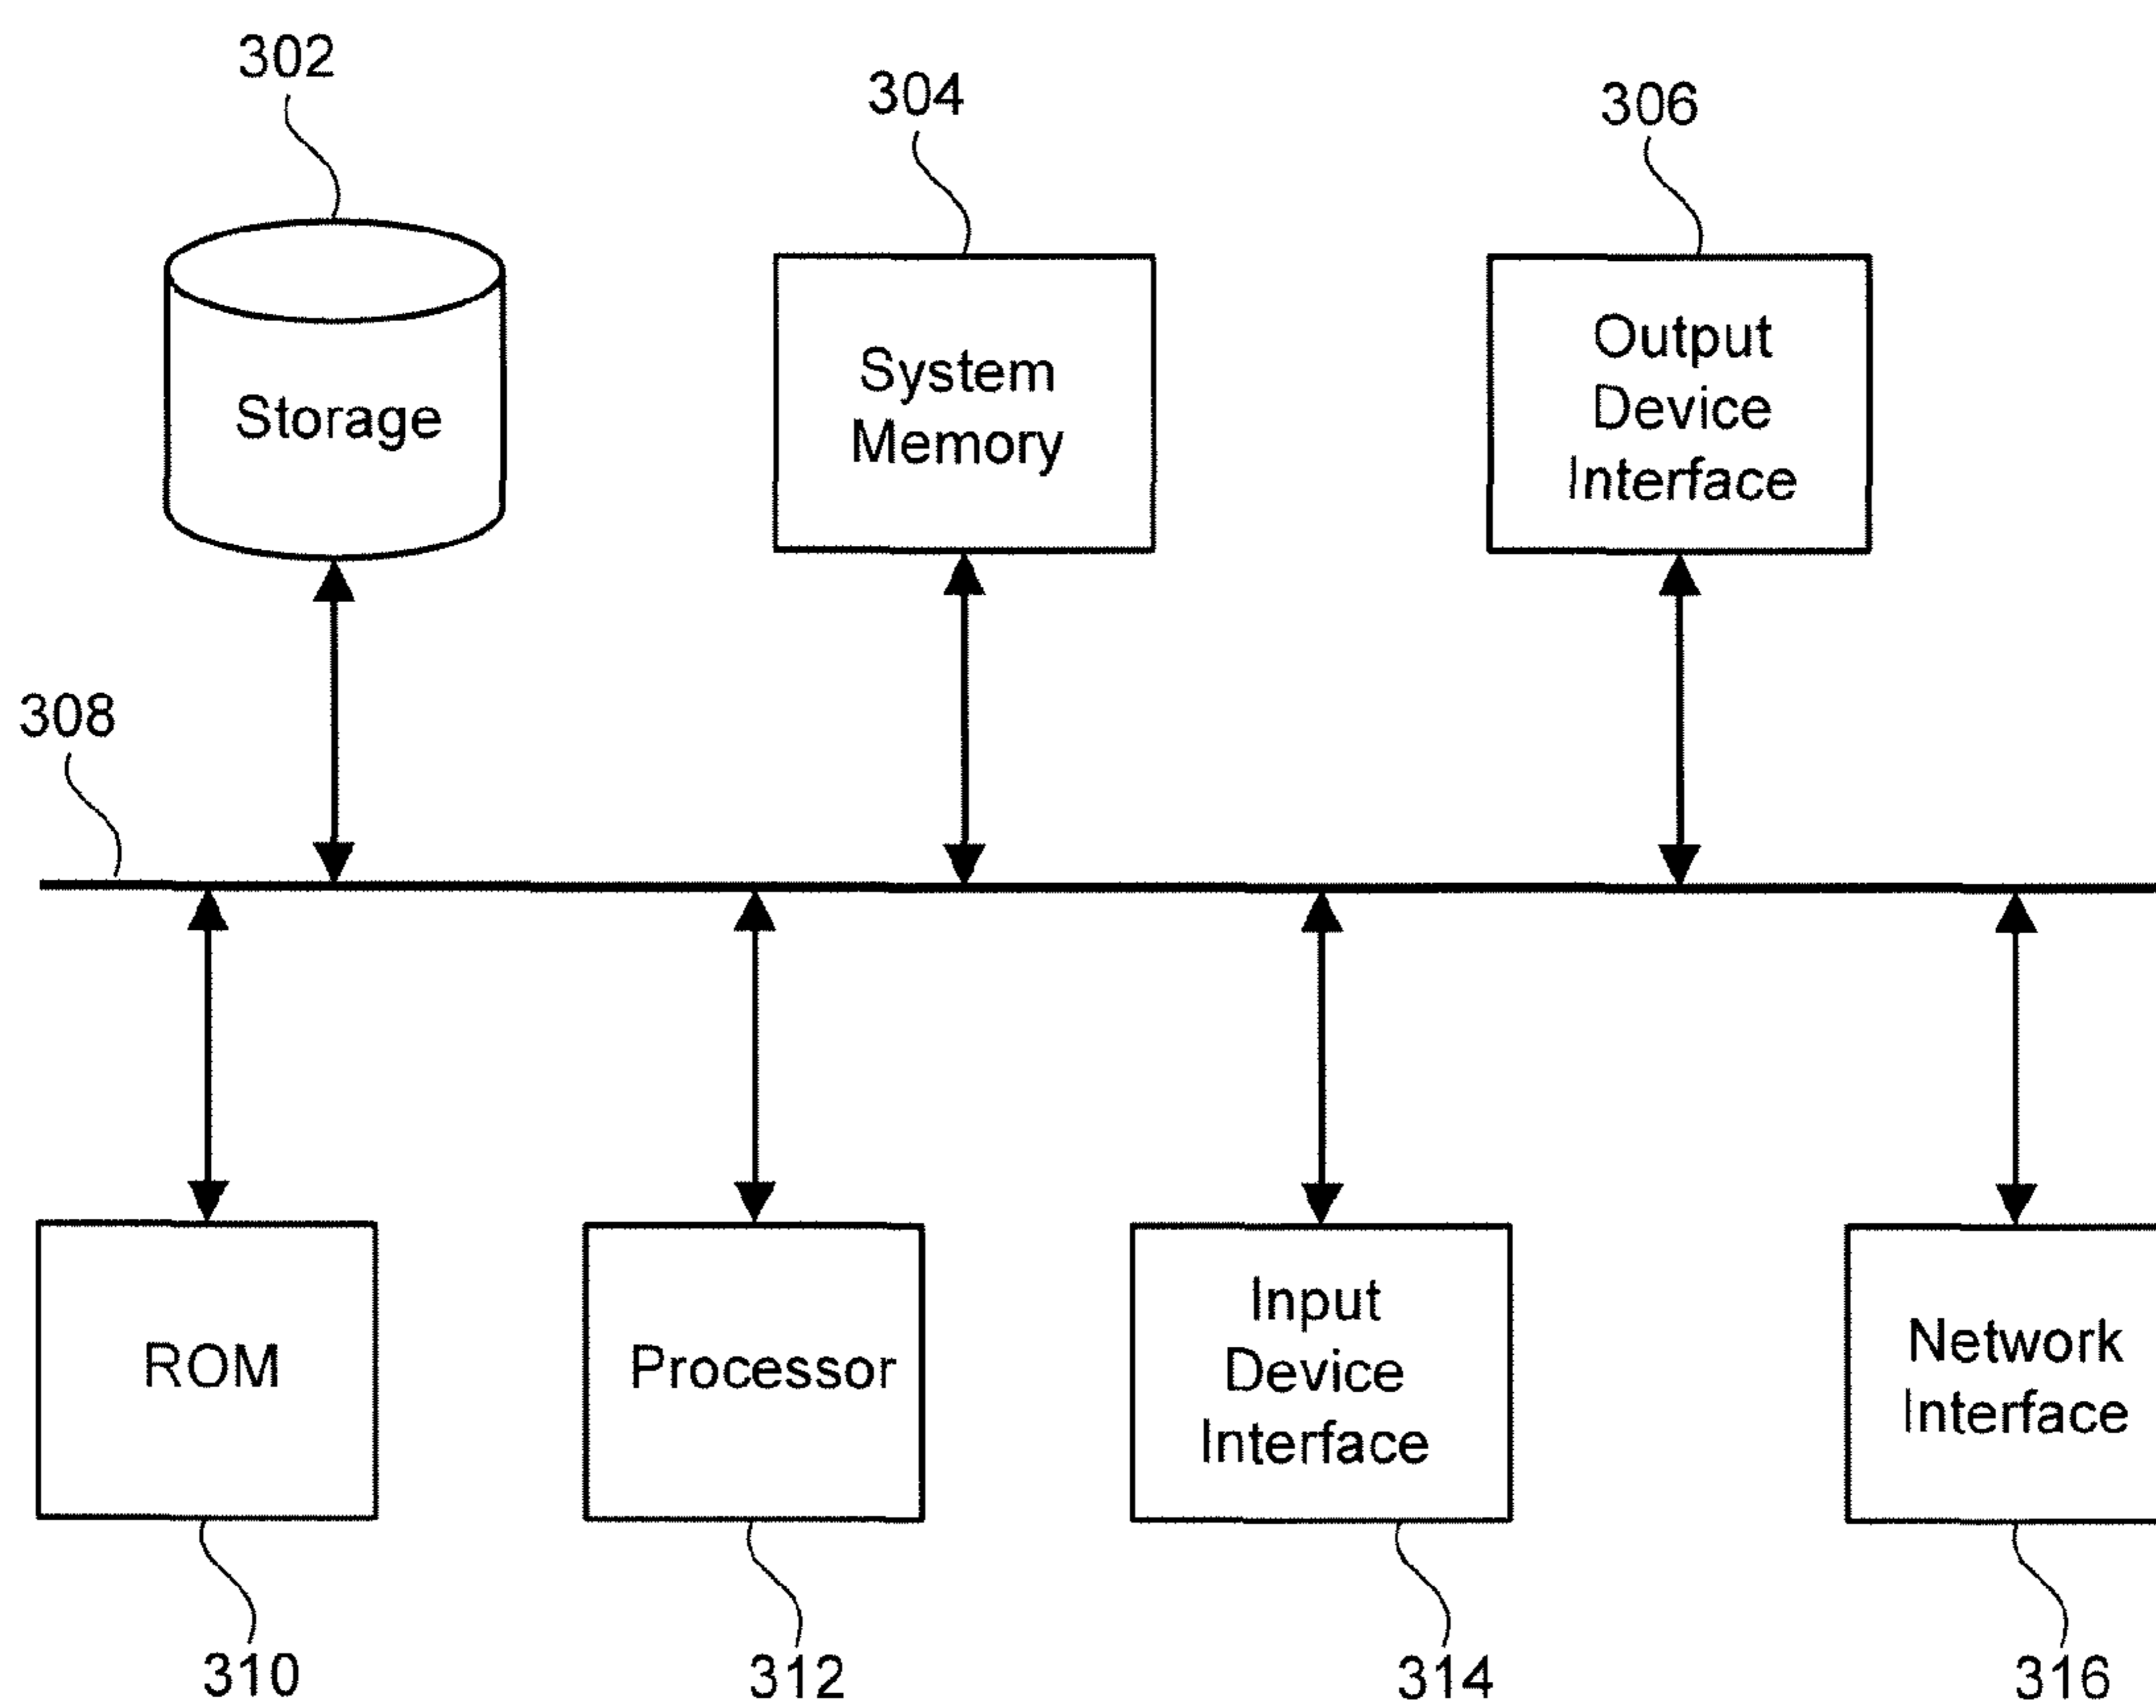 302
304
306
Storage
System
Memory
Output
Device
Interface
308
ROM
Processor
Input
Device
Interface
Network
Interface
310
312
314
316